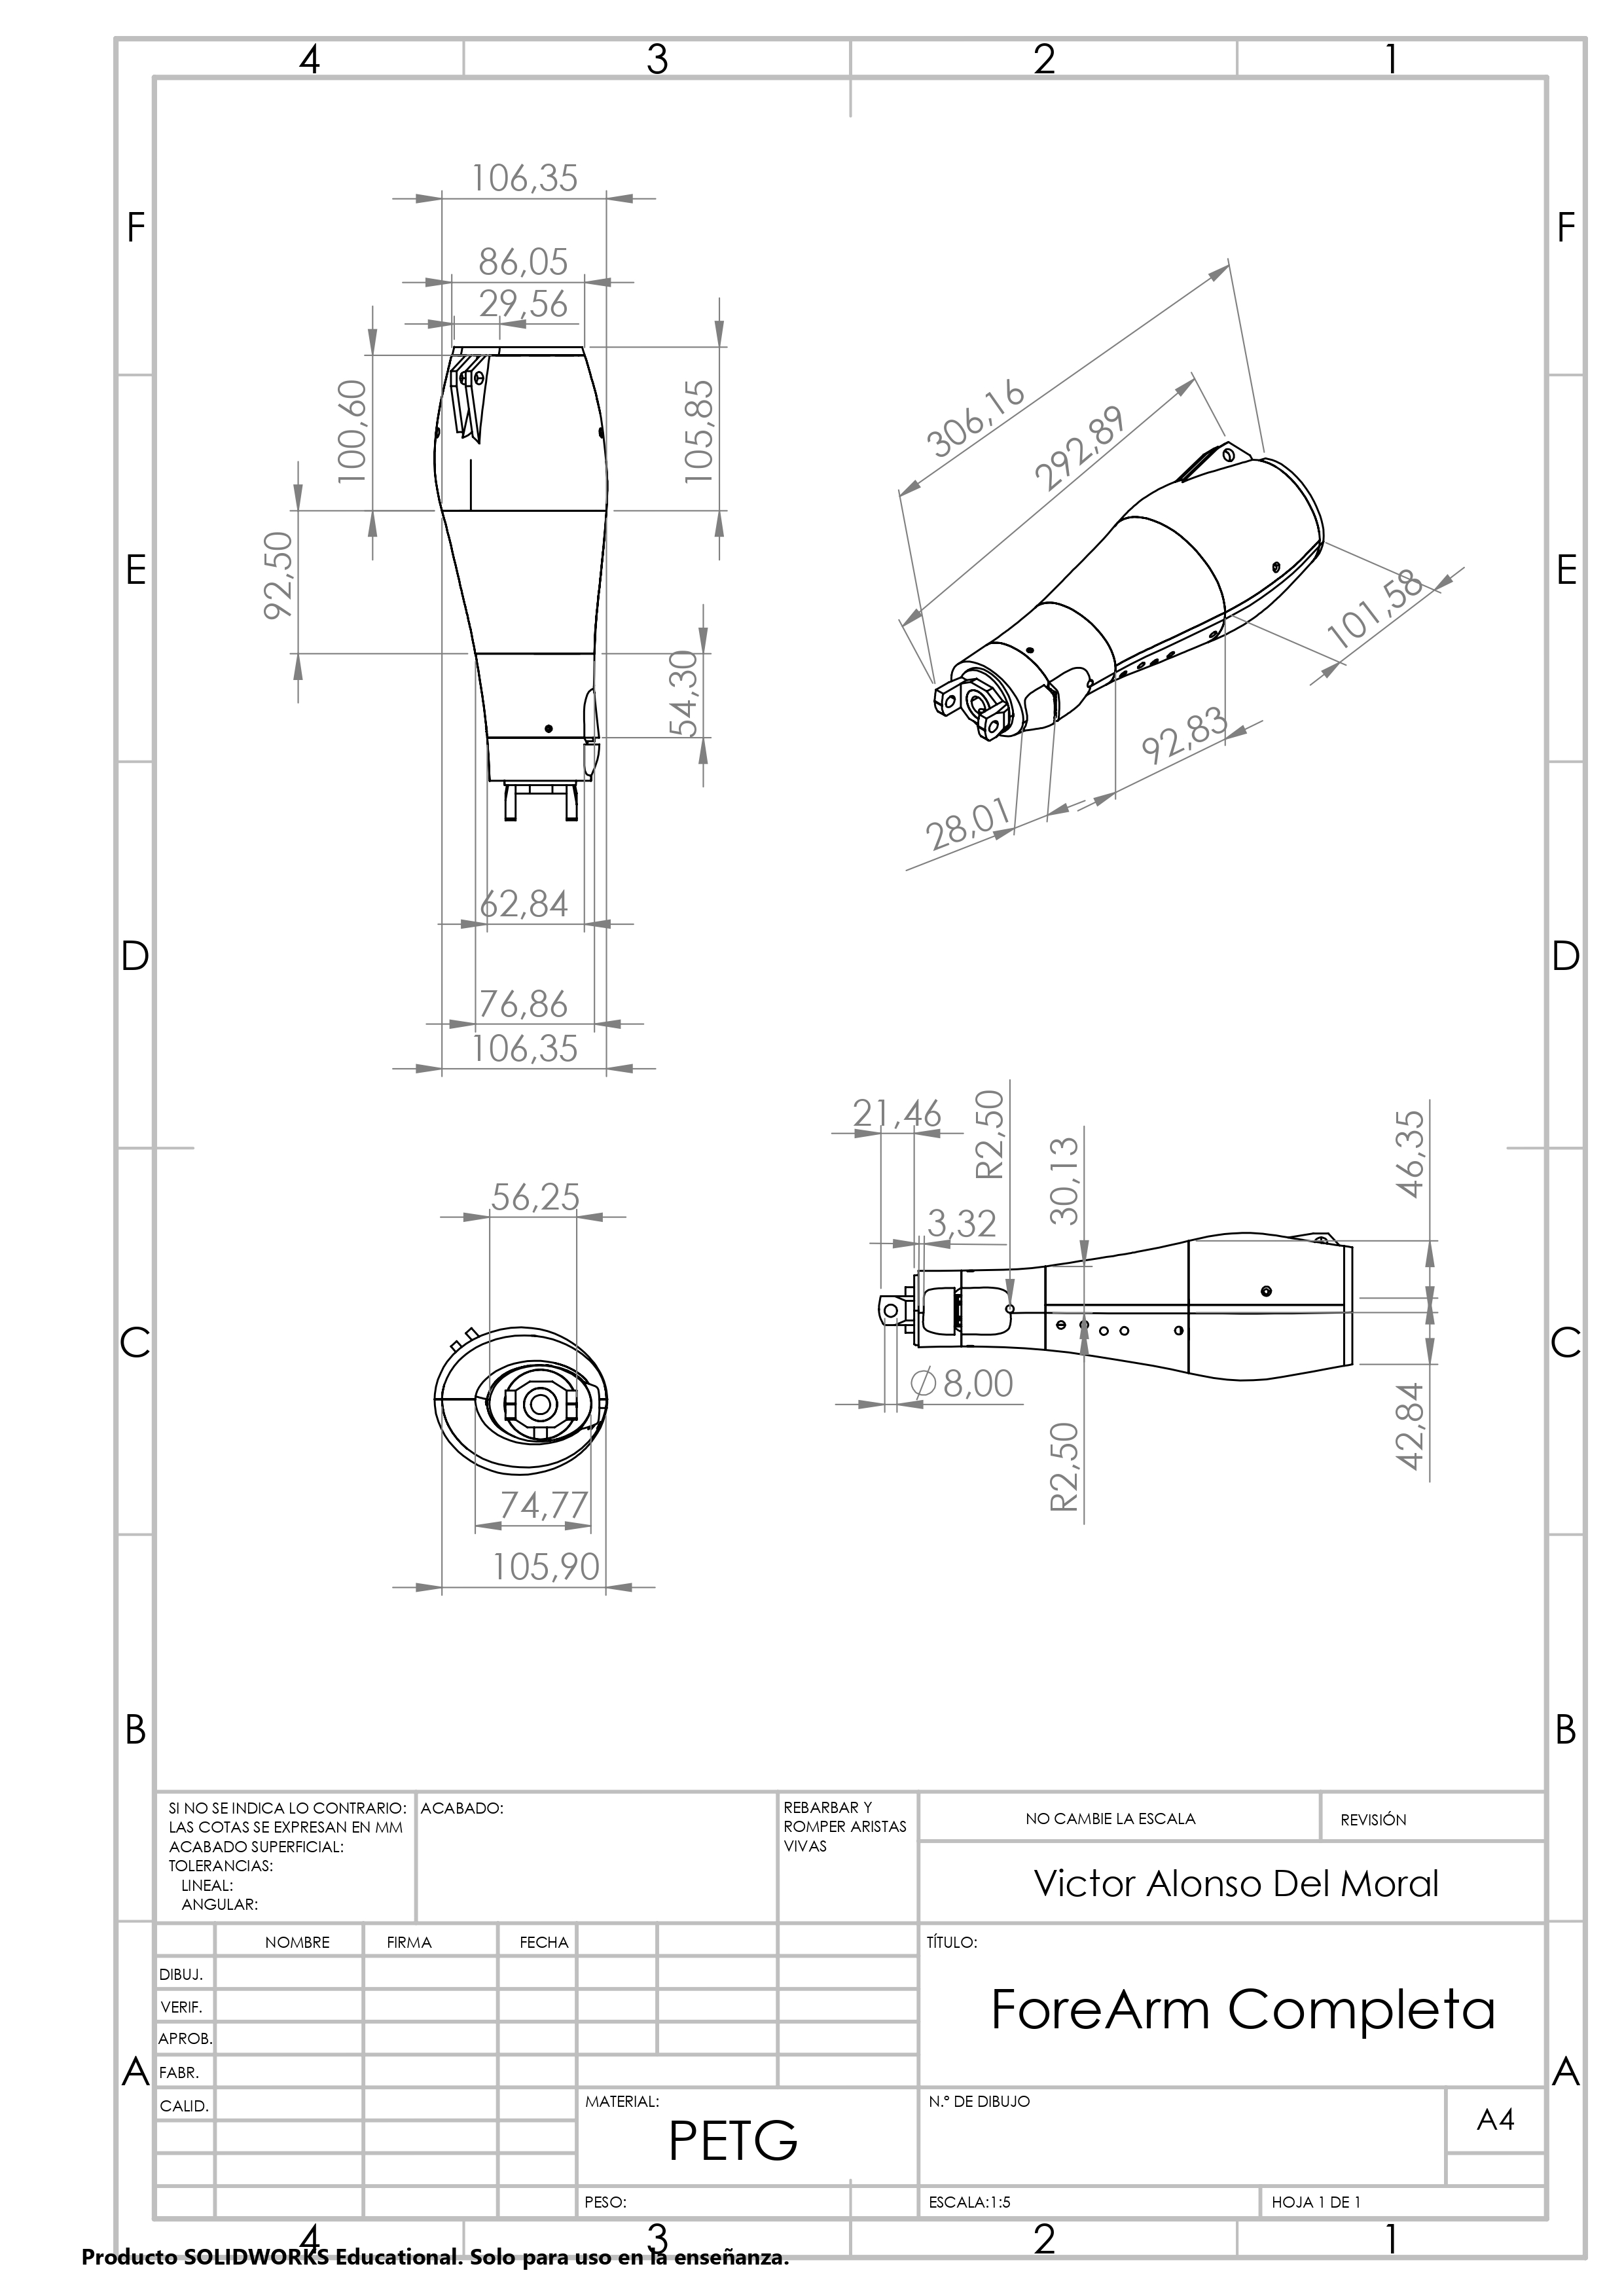 4 3 2 1
F F
E E
D D
C C
B B
A A
106,35
86,05
29,56
100,60
105,85
92,50
54,30
62,84
76,86
106,35
306,16
292,89
101,58
92,83
28,01
56,25
74,77
105,90
21,46
R2,50
30,13
46,35
3,32
Ø8,00
R2,50
42,84
SI NO SE INDICA LO CONTRARIO:
LAS COTAS SE EXPRESAN EN MM
ACABADO SUPERFICIAL:
TOLERANCIAS:
LINEAL:
ANGULAR:
ACABADO:
REBARBAR Y
ROMPER ARISTAS
VIVAS
NO CAMBIE LA ESCALA
REVISIÓN
Victor Alonso Del Moral
NOMBRE FIRMA FECHA
DIBUJ.
VERIF.
APROB.
FABR.
CALID.
TÍTULO:
ForeArm Completa
MATERIAL:
PETG
N.º DE DIBUJO
A4
PESO:
ESCALA:1:5
HOJA 1 DE 1
4 3 2 1
Producto SOLIDWORKS Educational. Solo para uso en la enseñanza.